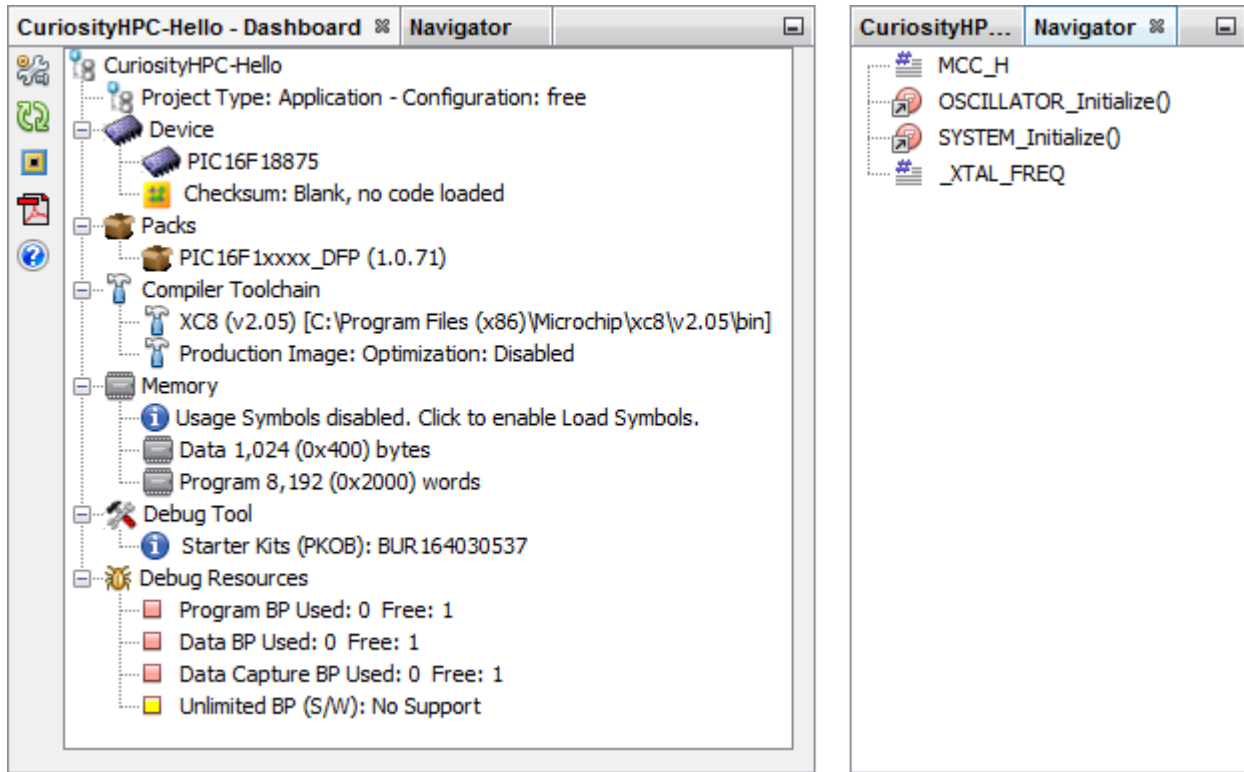 CuriosityHPC-Hello - Dashboard Navigator
CuriosityHPC-Hello
Project Type: Application - Configuration: free
Device
PIC16F18875
Checksum: Blank, no code loaded
Packs
PIC16F1xxxx_DFP (1.0.71)
Compiler Toolchain
XC8 (v2.05) [C:\Program Files (x86)\Microchip\xc8\v2.05\bin]
Production Image: Optimization: Disabled
Memory
Usage Symbols disabled. Click to enable Load Symbols.
Data 1,024 (0x400) bytes
Program 8,192 (0x2000) words
Debug Tool
Starter Kits (PKOB): BUR164030537
Debug Resources
Program BP Used: 0 Free: 1
Data BP Used: 0 Free: 1
Data Capture BP Used: 0 Free: 1
Unlimited BP (S/W): No Support
CuriosityHP... Navigator
MCC_H
OSCILLATOR_Initialize()
SYSTEM_Initialize()
_XTAL_FREQ